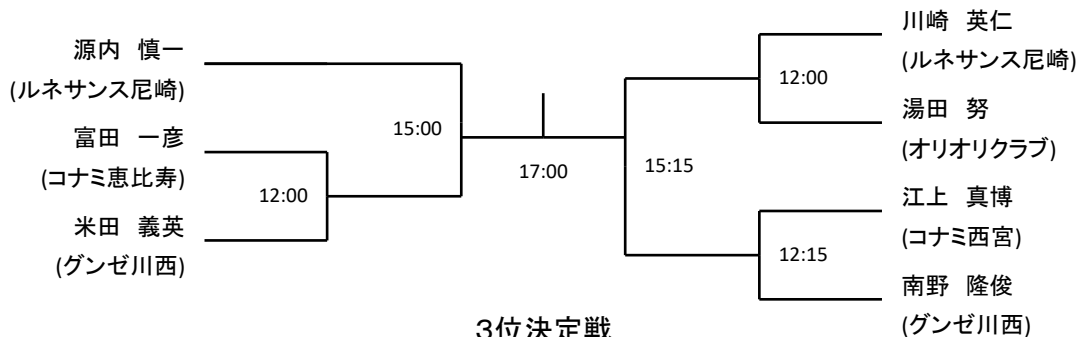 源内　慎一
(ルネサンス尼崎)
富田　一彦
(コナミ恵比寿)
米田　義英
(グンゼ川西)
12:00
15:00
17:00
15:15
12:00
12:15
川崎　英仁
(ルネサンス尼崎)
湯田　努
(オリオリクラブ)
江上　真博
(コナミ西宮)
南野　隆俊
(グンゼ川西)
3位決定戦